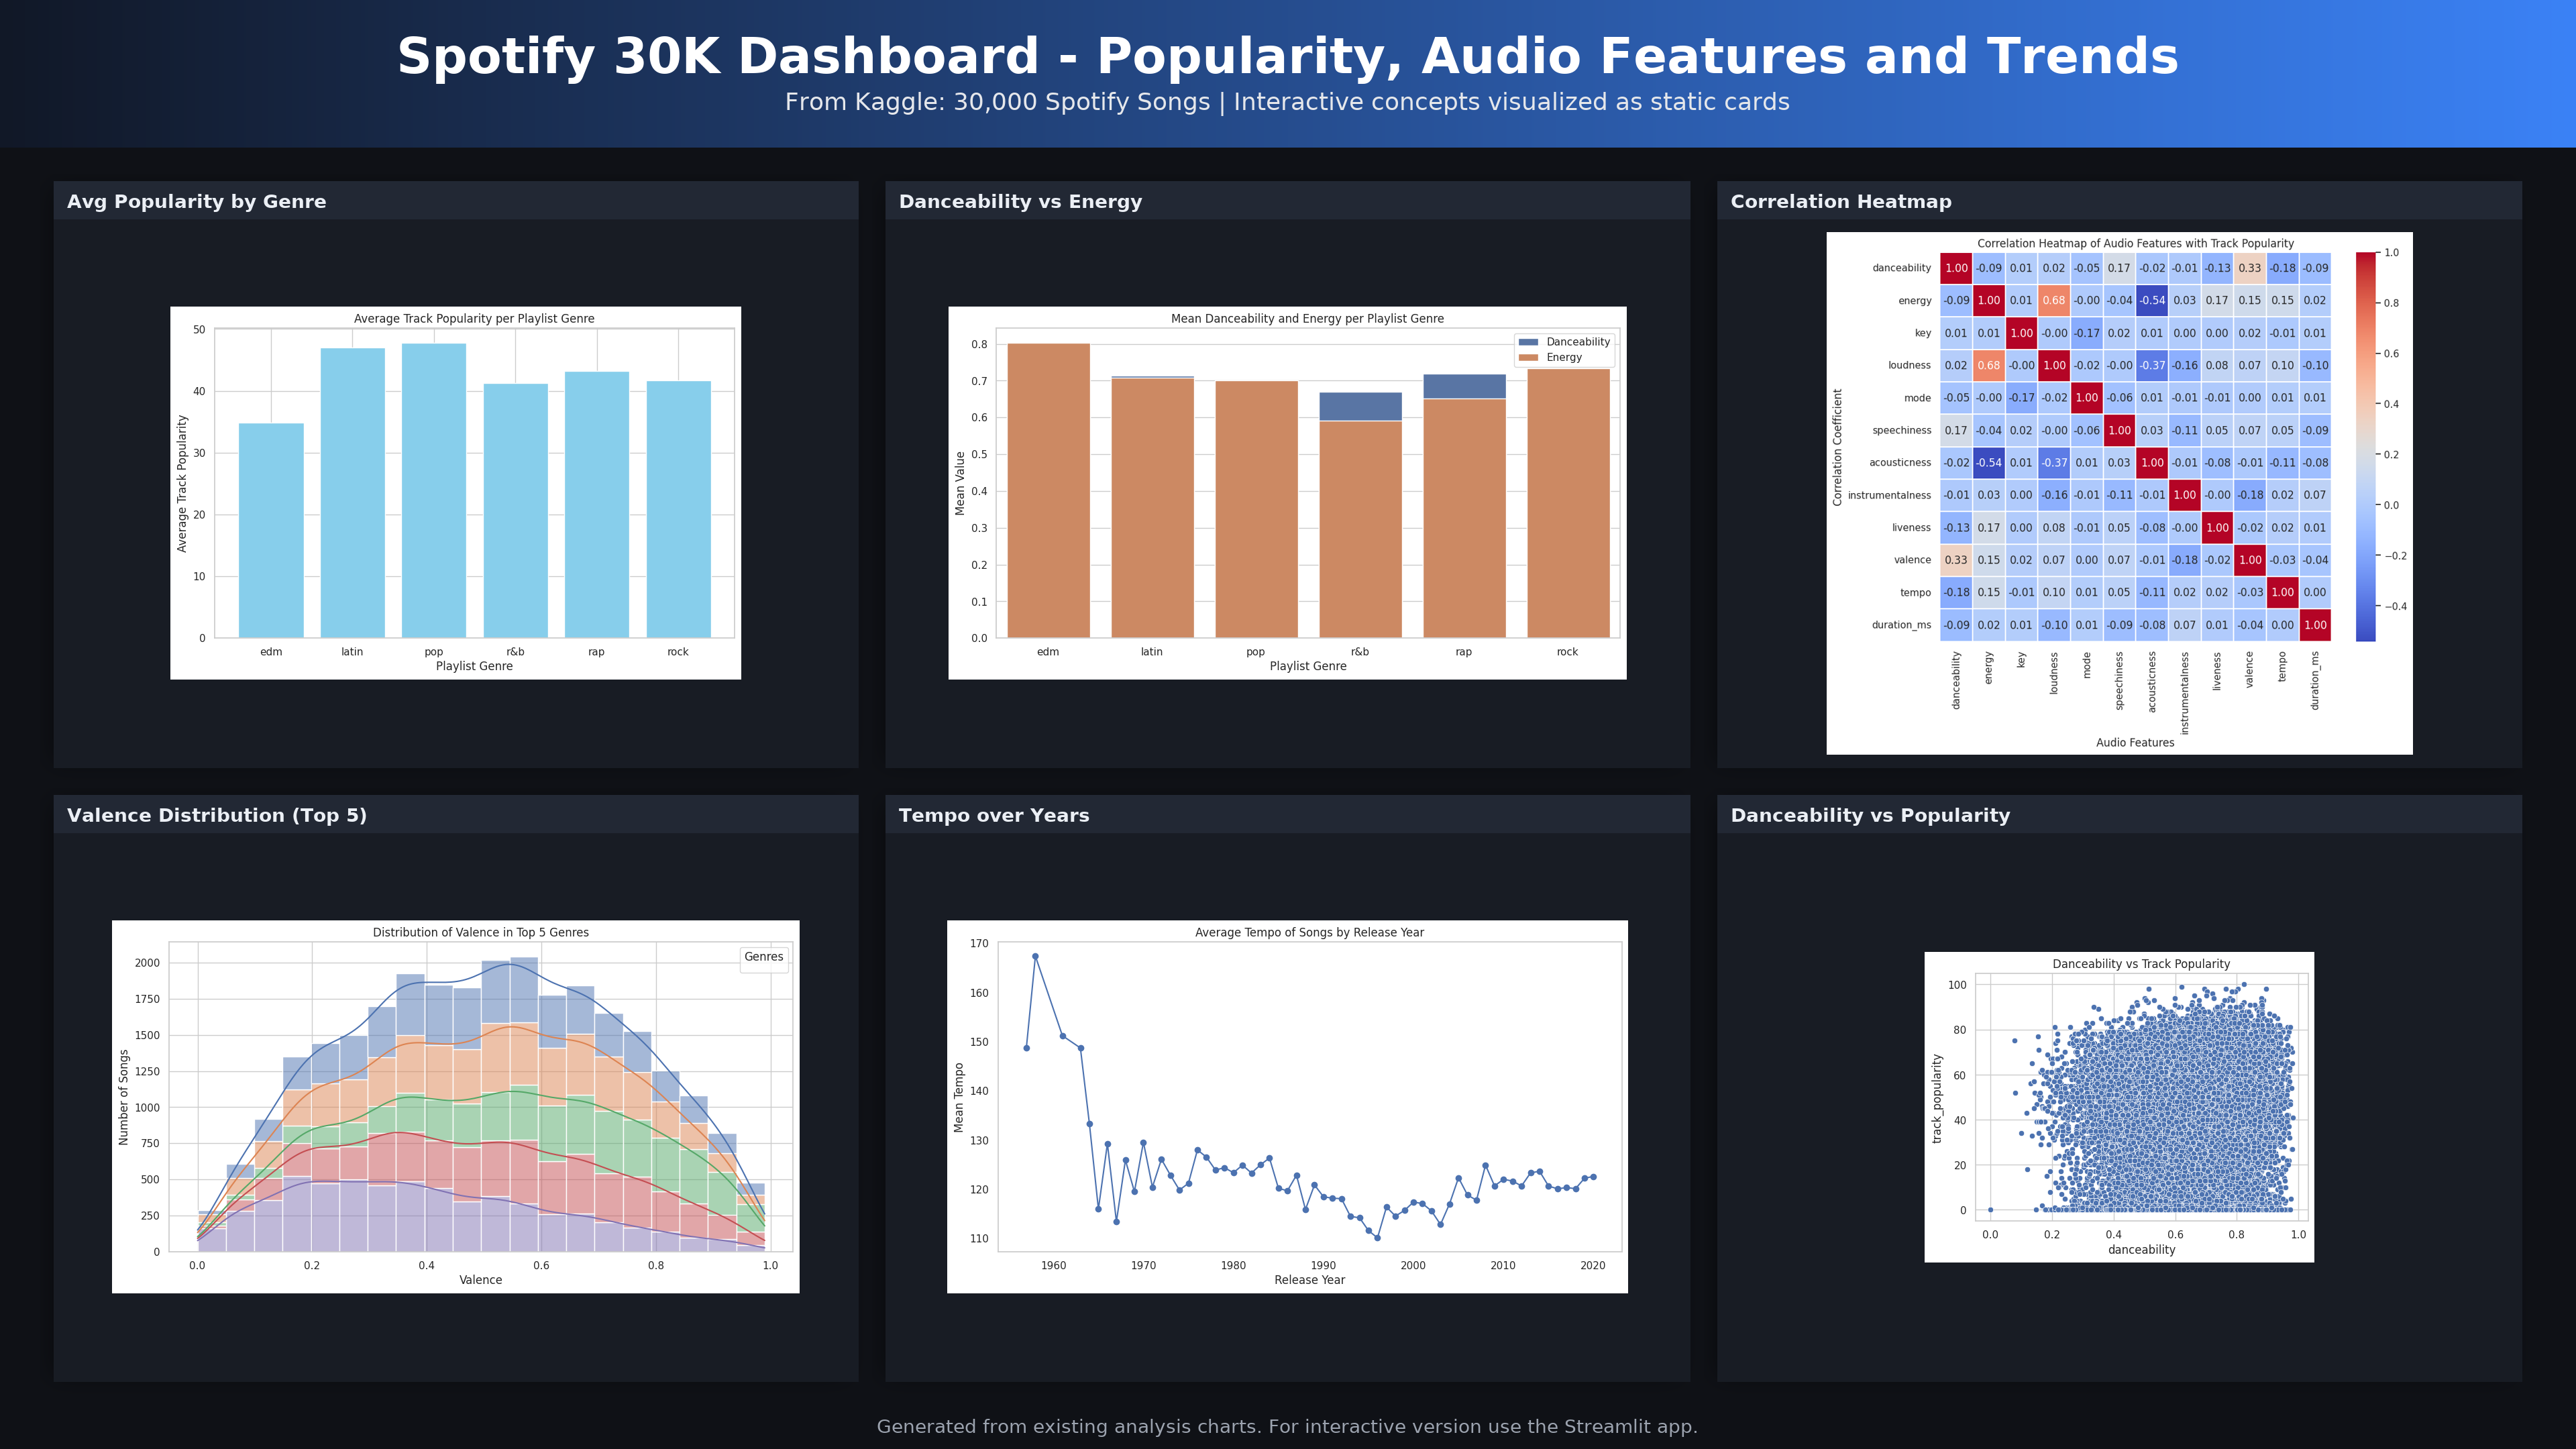 Spotify 30K Dashboard - Popularity, Audio Features and Trends
From Kaggle: 30,000 Spotify Songs | Interactive concepts visualized as static cards
Avg Popularity by Genre
Average Track Popularity per Playlist Genre
Average Track Popularity
50
40
30
20
10
0
edm latin pop r&b rap rock
Playlist Genre
Danceability vs Energy
Mean Danceability and Energy per Playlist Genre
Danceability
Energy
Mean Value
0.8
0.7
0.6
0.5
0.4
0.3
0.2
0.1
0.0
edm latin pop r&b rap rock
Playlist Genre
Correlation Heatmap
Correlation Heatmap of Audio Features with Track Popularity
Correlation Coefficient
danceability 1.00 -0.09 0.01 0.02 -0.05 0.17 -0.02 -0.01 -0.13 0.33 -0.18 -0.09
energy -0.09 1.00 0.01 0.68 -0.00 -0.04 -0.54 0.03 0.17 0.15 0.15 0.02
key 0.01 0.01 1.00 -0.00 -0.17 0.02 0.01 0.00 0.00 0.02 -0.01 0.01
loudness 0.02 0.68 -0.00 1.00 -0.02 -0.00 -0.37 -0.16 0.08 0.07 0.10 -0.10
mode -0.05 -0.00 -0.17 -0.02 1.00 -0.06 0.01 -0.01 -0.01 0.00 0.01 0.01
speechiness 0.17 -0.04 0.02 -0.00 -0.06 1.00 0.03 -0.11 0.05 0.07 0.05 -0.09
acousticness -0.02 -0.54 0.01 -0.37 0.01 0.03 1.00 -0.01 -0.08 -0.01 -0.11 -0.08
instrumentalness -0.01 0.03 0.00 -0.16 -0.01 -0.11 -0.01 1.00 -0.00 -0.18 0.02 0.07
liveness -0.13 0.17 0.00 0.08 -0.01 0.05 -0.08 -0.00 1.00 -0.02 0.02 0.01
valence 0.33 0.15 0.02 0.07 0.00 0.07 -0.01 -0.18 -0.02 1.00 -0.03 -0.04
tempo -0.18 0.15 -0.01 0.10 0.01 0.05 -0.11 0.02 0.02 -0.03 1.00 0.00
duration_ms -0.09 0.02 0.01 -0.10 0.01 -0.09 -0.08 0.07 0.01 -0.04 0.00 1.00
danceability energy key loudness mode speechiness acousticness instrumentalness liveness valence tempo duration_ms
Audio Features
1.0
0.8
0.6
0.4
0.2
0.0
−0.2
−0.4
Valence Distribution (Top 5)
Distribution of Valence in Top 5 Genres
Genres
Number of Songs
2000
1750
1500
1250
1000
750
500
250
0
0.0 0.2 0.4 0.6 0.8 1.0
Valence
Tempo over Years
Average Tempo of Songs by Release Year
Mean Tempo
170
160
150
140
130
120
110
1960 1970 1980 1990 2000 2010 2020
Release Year
Danceability vs Popularity
Danceability vs Track Popularity
track_popularity
100
80
60
40
20
0
0.0 0.2 0.4 0.6 0.8 1.0
danceability
Generated from existing analysis charts. For interactive version use the Streamlit app.